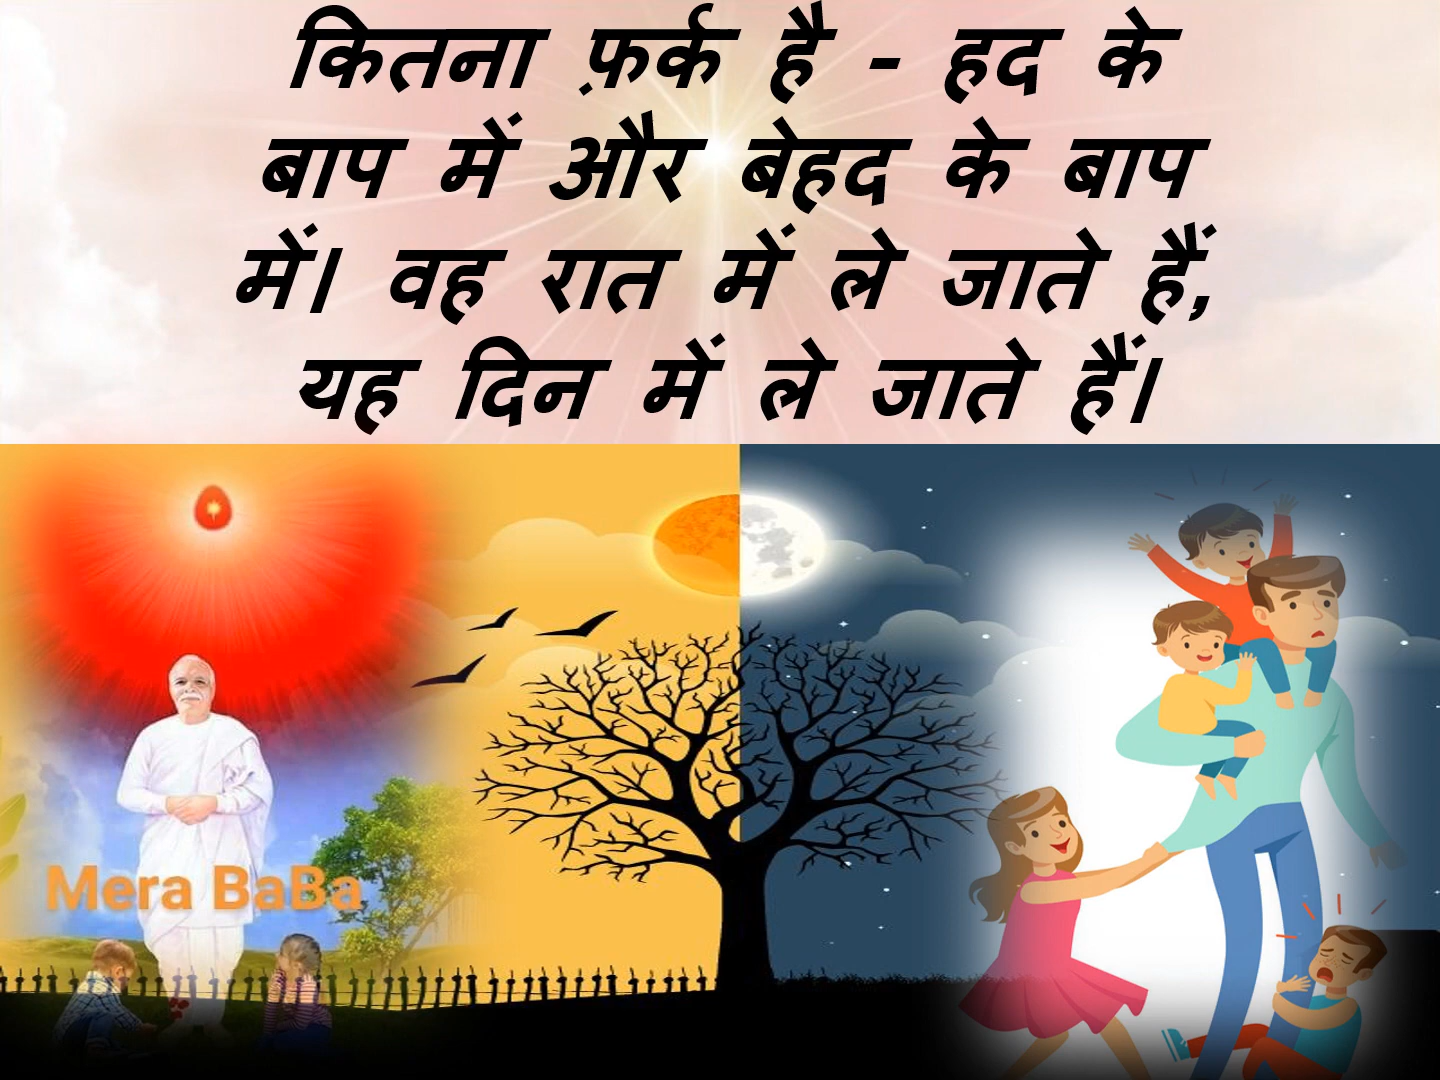 कितना फ़र्क है - हद के
बाप में और बेहद के बाप
में। वह रात में ले जाते हैं,
यह दिन में ले जाते हैं।
Mera BaBa